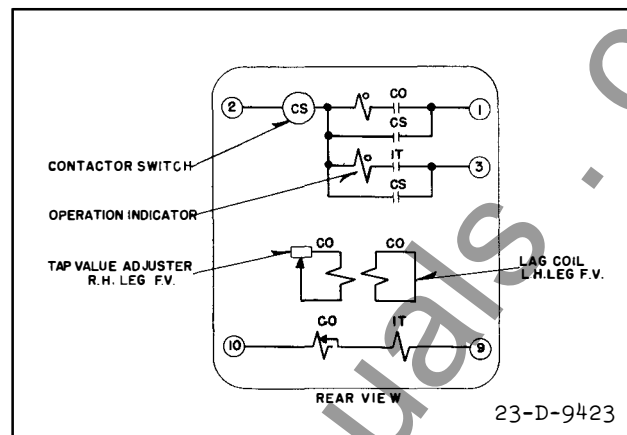 CO
2
CS
1
CS
IT
3
CS
CONTACTOR SWITCH
OPERATION INDICATOR
CO
CO
TAP VALUE ADJUSTER
R.H. LEG F.V.
LAG COIL
L.H.LEG F.V.
CO
IT
10
9
REAR VIEW
23-D-9423
uals . c